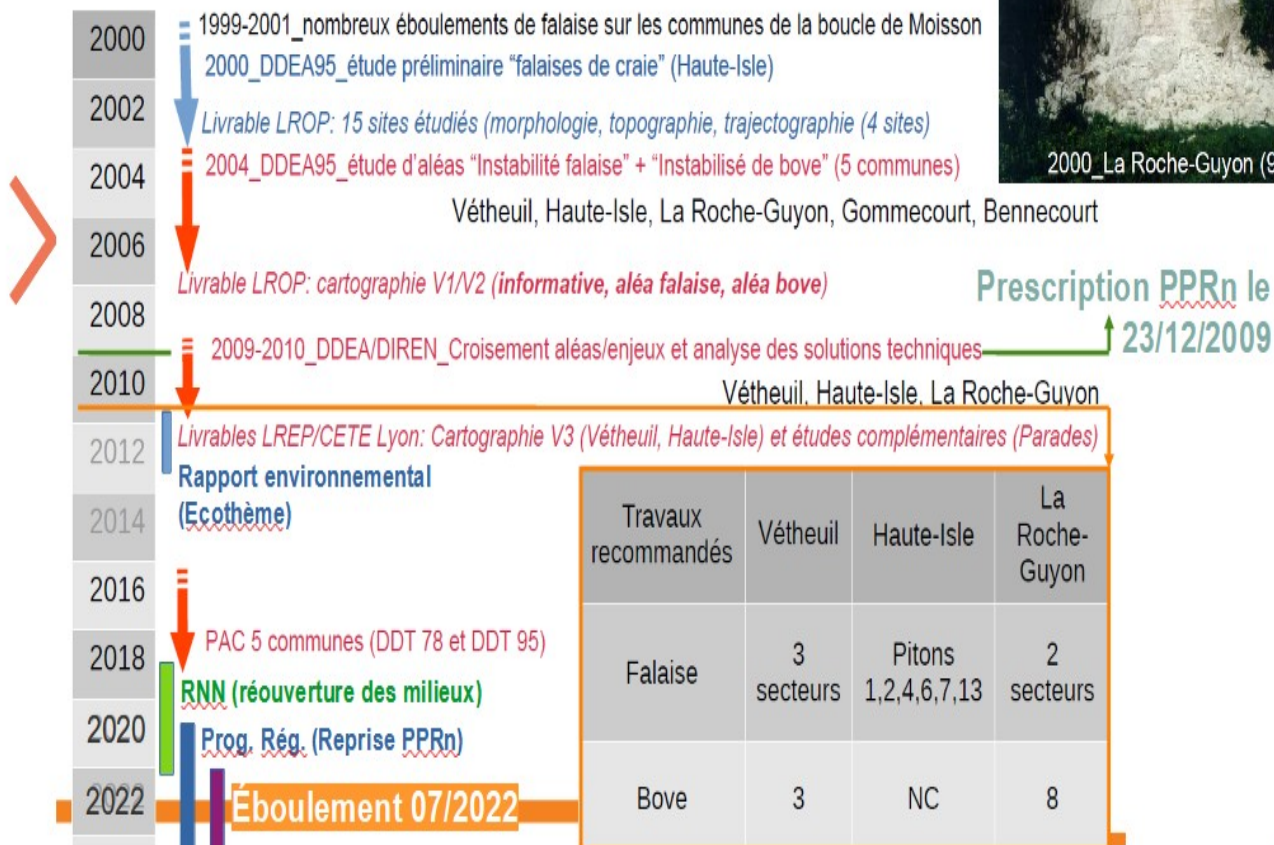 2000
1999-2001_nombreux éboulements de falaise sur les communes de la boucle de Moisson
2000_DDEA95_étude préliminaire “falaises de craie” (Haute-Isle)
2002
Livrable LROP: 15 sites étudiés (morphologie, topographie, trajectographie (4 sites)
2004_DDEA95_étude d’aléas “Instabilité falaise” + “Instabilisé de bove” (5 communes)
2000_La Roche-Guyon (9
2004
Vétheuil, Haute-Isle, La Roche-Guyon, Gommecourt, Bennecourt
2006
Livrable LROP: cartographie V1/V2 (informative, aléa falaise, aléa bove)
Prescription PPRn le
23/12/2009
2008
2009-2010_DDEA/DIREN_Croisement aléas/enjeux et analyse des solutions techniques
2010
Vétheuil, Haute-Isle, La Roche-Guyon
Livrables LREP/CETE Lyon: Cartographie V3 (Vétheuil, Haute-Isle) et études complémentaires (Parades)
2012
Rapport environnemental
(Ecothème)
2014
2016
PAC 5 communes (DDT 78 et DDT 95)
2018
RNN (réouverture des milieux)
2020
Prog. Rég. (Reprise PPRn)
2022
Éboulement 07/2022
Travaux recommandés
Vétheuil
Haute-Isle
La Roche-Guyon
Falaise
3 secteurs
Pitons 1,2,4,6,7,13
2 secteurs
Bove
3
NC
8